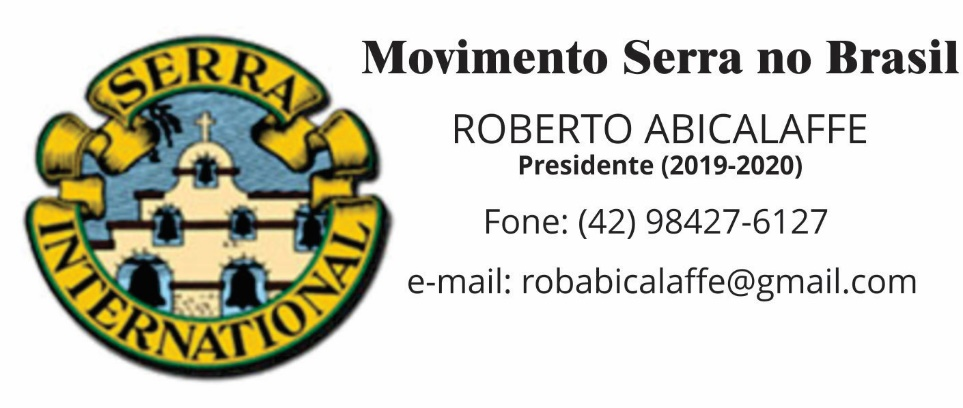 SERRA
INTERNATIONAL
Movimento Serra no Brasil
ROBERTO ABICALAFFE
Presidente (2019-2020)
Fone: (42) 98427-6127
e-mail: robabicalaffe@gmail.com